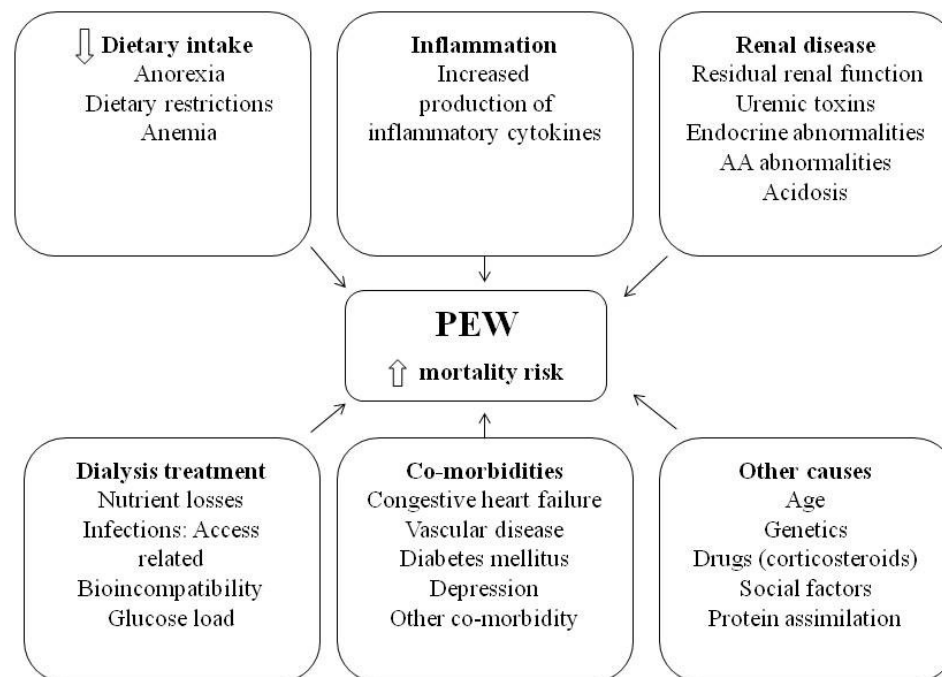 Dietary intake
Anorexia
Dietary restrictions
Anemia
Inflammation
Increased
production of
inflammatory cytokines
Renal disease
Residual renal function
Uremic toxins
Endocrine abnormalities
AA abnormalities
Acidosis
PEW
mortality risk
Dialysis treatment
Nutrient losses
Infections: Access
related
Bioincompatibility
Glucose load
Co-morbidities
Congestive heart failure
Vascular disease
Diabetes mellitus
Depression
Other co-morbidity
Other causes
Age
Genetics
Drugs (corticosteroids)
Social factors
Protein assimilation